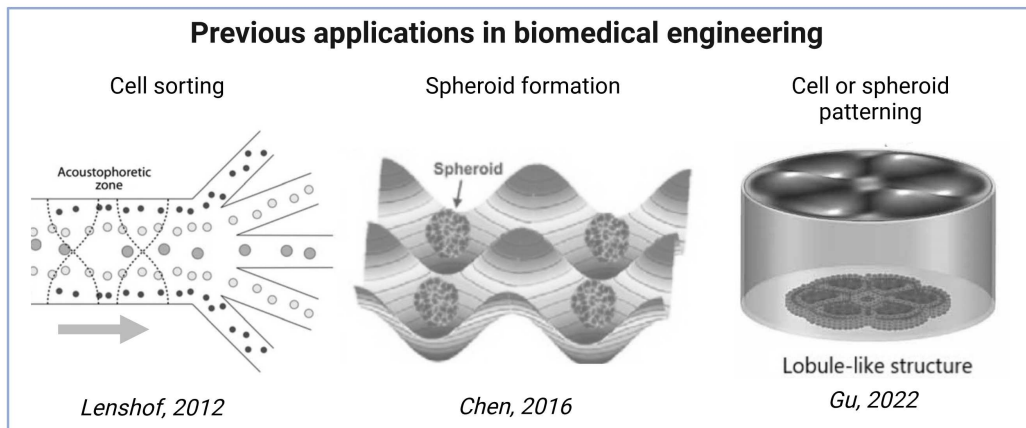 Previous applications in biomedical engineering
Cell sorting
Acoustophoretic
zone
Lenshof, 2012
Spheroid formation
Spheroid
Chen, 2016
Cell or spheroid
patterning
Lobule-like structure
Gu, 2022